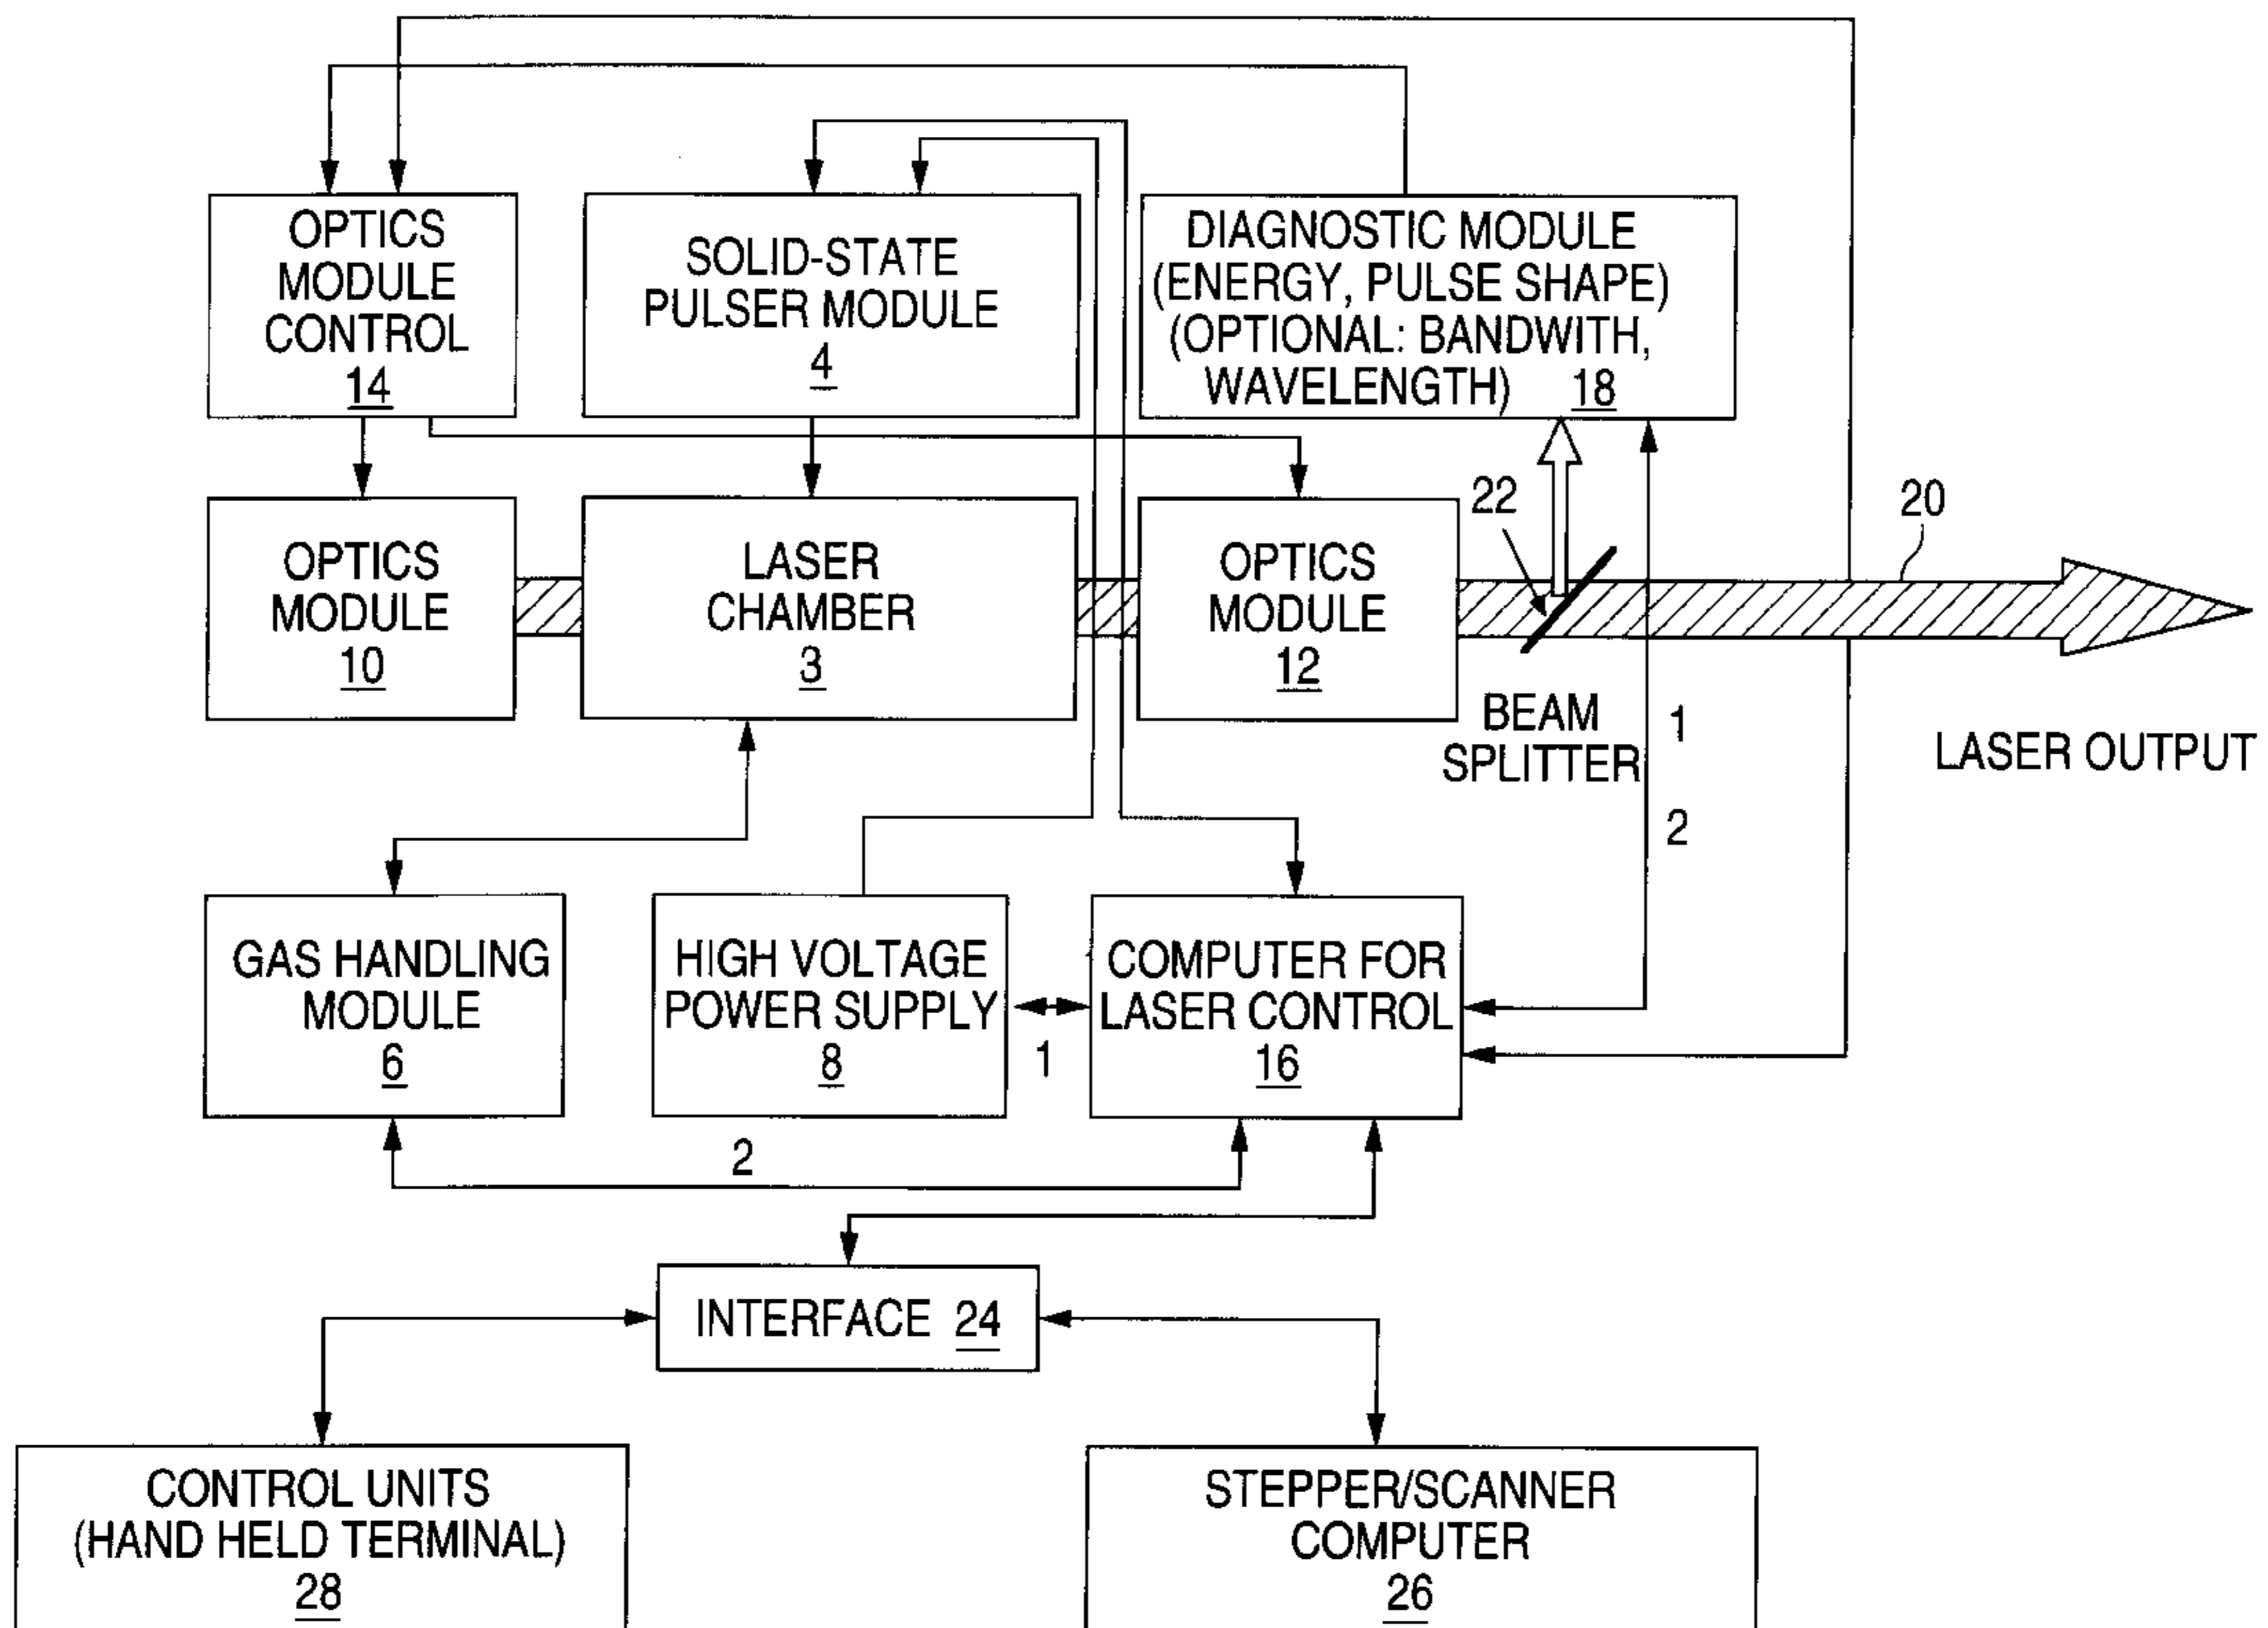 OPTICS
MODULE
CONTROL
14
SOLID-STATE
PULSER MODULE
4
DIAGNOSTIC MODULE
(ENERGY, PULSE SHAPE)
(OPTIONAL: BANDWITH,
WAVELENGTH)
18
OPTICS
MODULE
10
LASER
CHAMBER
3
OPTICS
MODULE
12
22
20
BEAM
SPLITTER
1
2
LASER OUTPUT
GAS HANDLING
MODULE
6
HIGH VOLTAGE
POWER SUPPLY
8
1
COMPUTER FOR
LASER CONTROL
16
2
INTERFACE 24
CONTROL UNITS
(HAND HELD TERMINAL)
28
STEPPER/SCANNER
COMPUTER
26